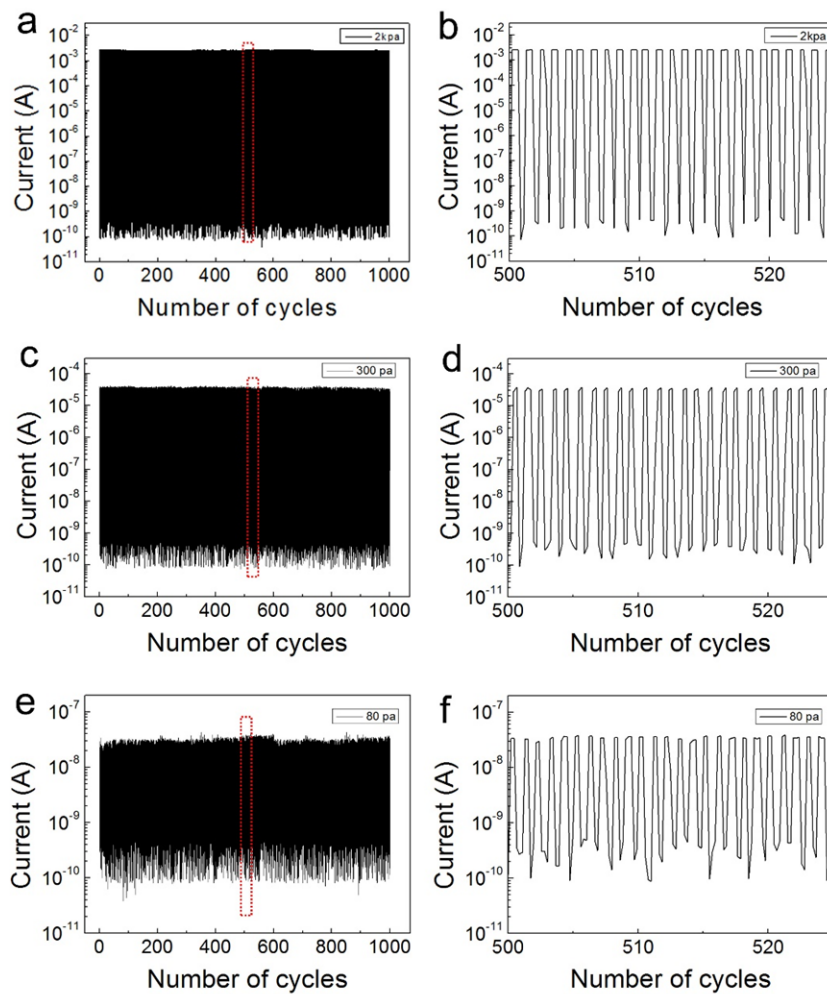 a
2kpa
10⁻²
10⁻³
10⁻⁴
10⁻⁵
10⁻⁶
10⁻⁷
10⁻⁸
10⁻⁹
10⁻¹⁰
10⁻¹¹
Current (A)
0 200 400 600 800 1000
Number of cycles
b
2kpa
10⁻²
10⁻³
10⁻⁴
10⁻⁵
10⁻⁶
10⁻⁷
10⁻⁸
10⁻⁹
10⁻¹⁰
10⁻¹¹
Current (A)
500 510 520
Number of cycles
c
300 pa
10⁻⁴
10⁻⁵
10⁻⁶
10⁻⁷
10⁻⁸
10⁻⁹
10⁻¹⁰
10⁻¹¹
Current (A)
0 200 400 600 800 1000
Number of cycles
d
300 pa
10⁻⁴
10⁻⁵
10⁻⁶
10⁻⁷
10⁻⁸
10⁻⁹
10⁻¹⁰
10⁻¹¹
Current (A)
500 510 520
Number of cycles
e
80 pa
10⁻⁷
10⁻⁸
10⁻⁹
10⁻¹⁰
10⁻¹¹
Current (A)
0 200 400 600 800 1000
Number of cycles
f
80 pa
10⁻⁷
10⁻⁸
10⁻⁹
10⁻¹⁰
10⁻¹¹
Current (A)
500 510 520
Number of cycles